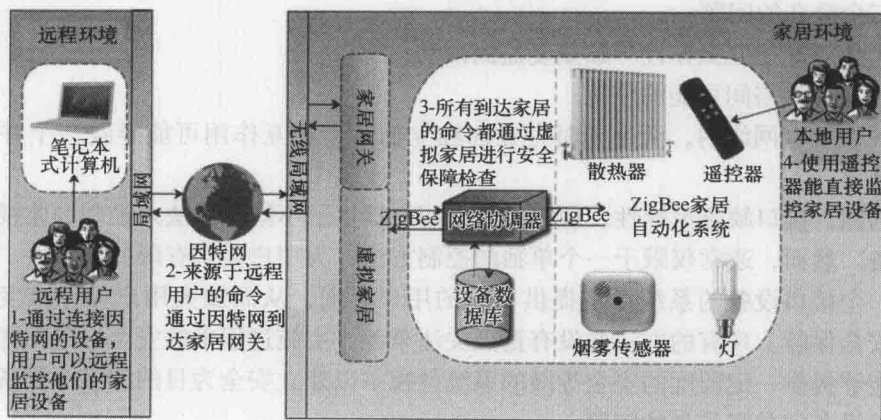 远程环境
笔记本
式计算机
远程用户
1-通过连接因
特网的设备，
用户可以远程
监控他们的家
居设备
局域网
因特网
2-来源于远程
用户的命令
通过因特网到
达家居网关
无线局域网
家居网关
虚拟家居
家居环境
3-所有到达家居
的命令都通过虚
拟家居进行安全
保障检查
ZigBee
网络协调器
ZigBee
设备数
据库
散热器
遥控器
ZigBee家居
自动化系统
烟雾传感器
灯
本地用户
4-使用遥控
器能直接监
控家居设备